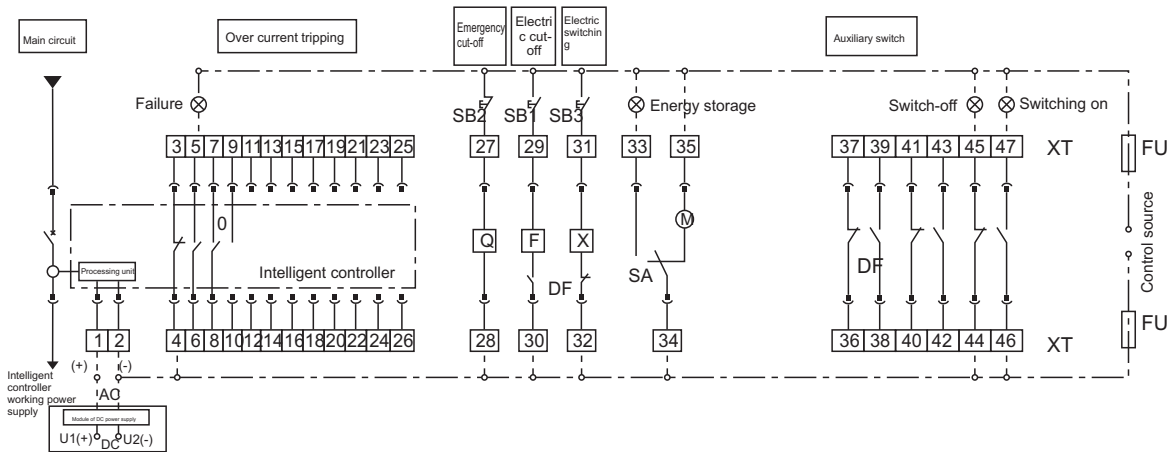 Main circuit
Over current tripping
Emergency
cut-off
Electri
c cut-
off
Electric
switchin
g
Auxiliary switch
Failure
SB2
SB1
SB3
Energy storage
Switch-off
Switching on
3 5 7 9 11 13 15 17 19 21 23 25
27
29
31
33
35
37 39 41 43 45 47
XT
FU
0
Q
F
X
M
Processing unit
Intelligent controller
DF
SA
DF
Control source
1 2
4 6 8 10 12 14 16 18 20 22 24 26
28
30
32
34
36 38 40 42 44 46
XT
FU
(+)
(-)
Intelligent
controller
working power
supply
AC
Module of DC power supply
U1(+) DC U2(-)